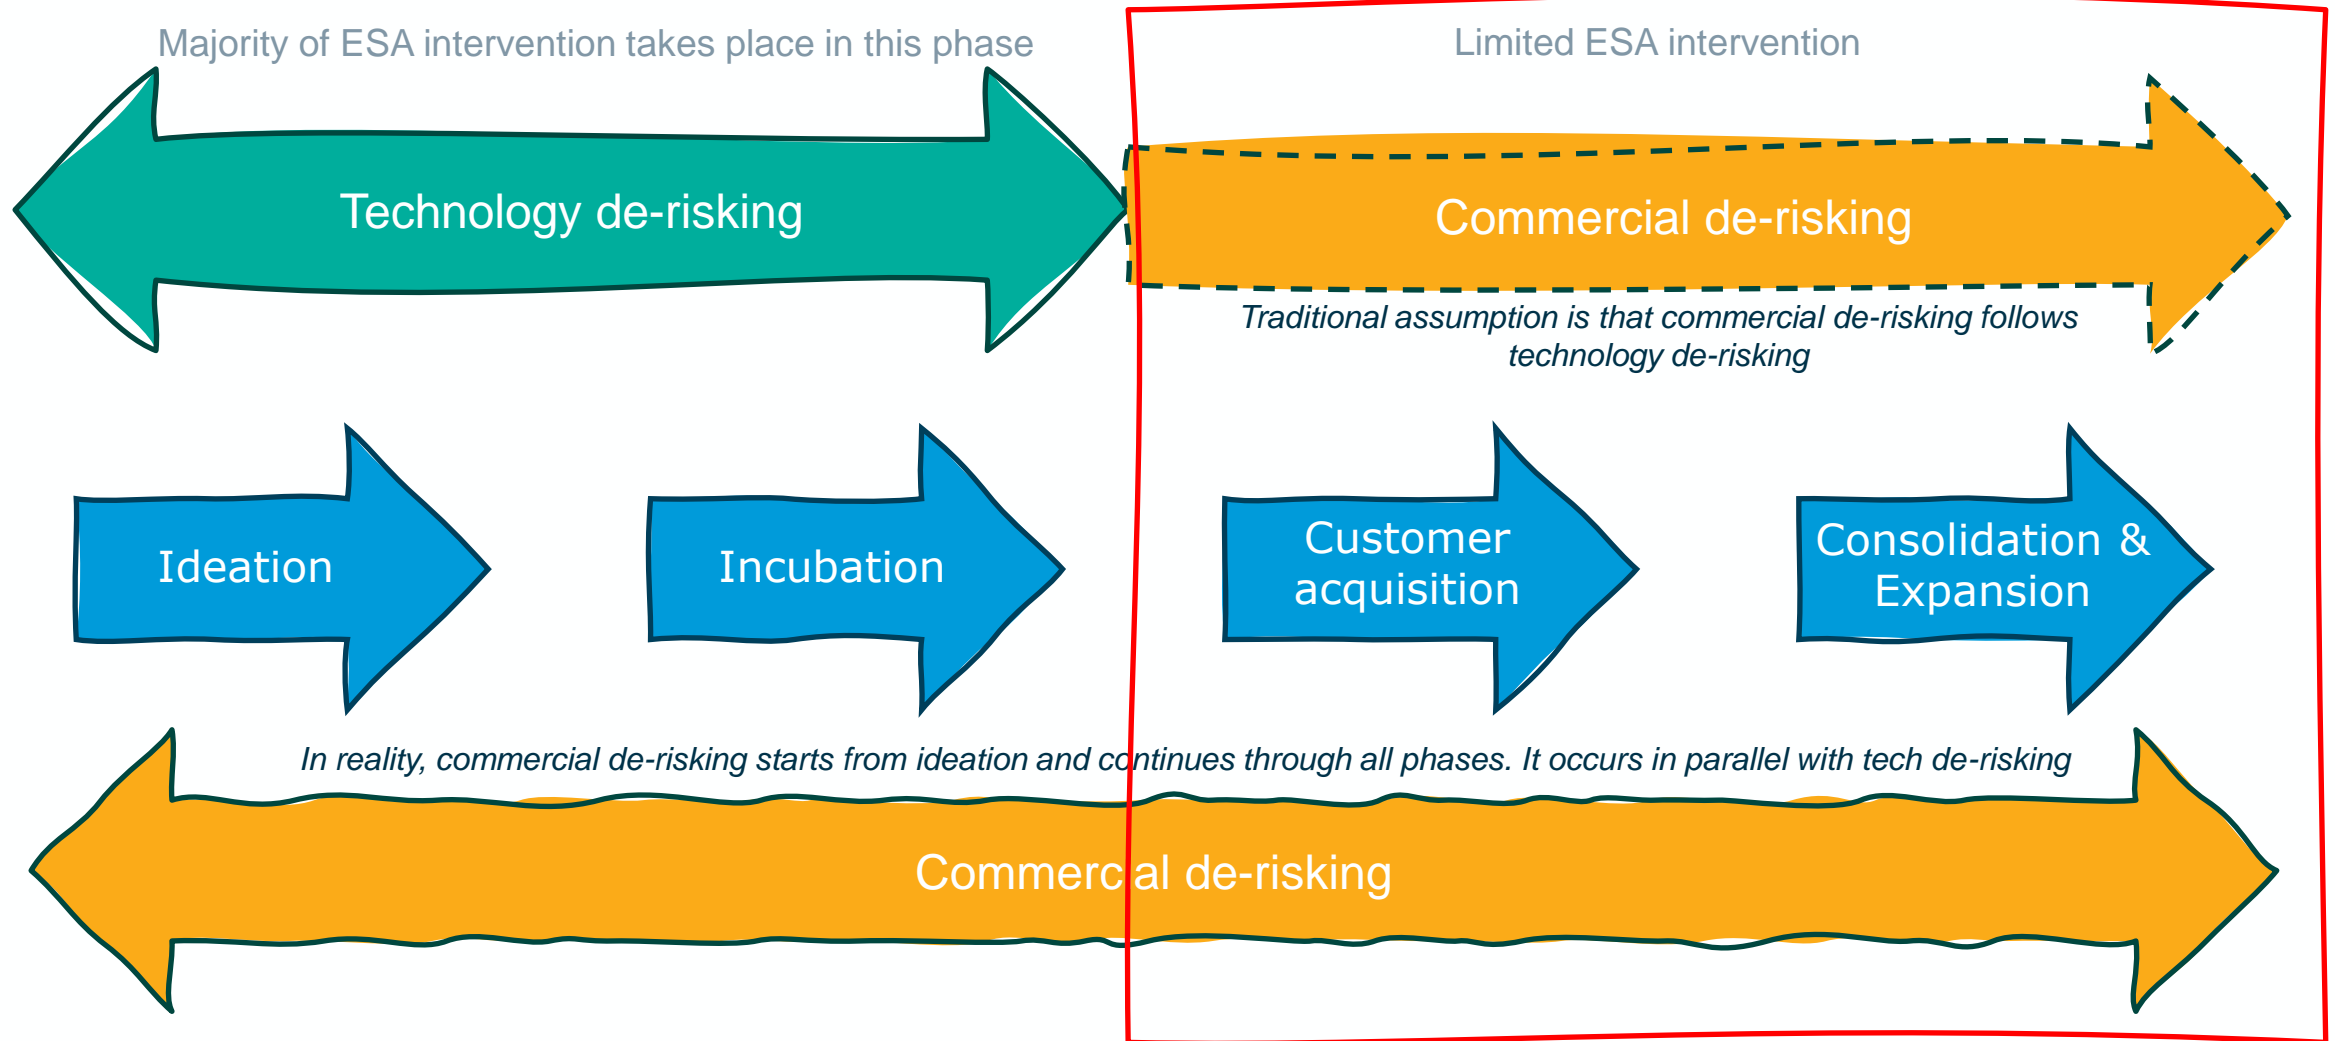 Majority of ESA intervention takes place in this phase
Limited ESA intervention
Technology de-risking
Commercial de-risking
Traditional assumption is that commercial de-risking follows
technology de-risking
Ideation
Incubation
Customer
acquisition
Consolidation &
Expansion
In reality, commercial de-risking starts from ideation and continues through all phases. It occurs in parallel with tech de-risking
Commercial de-risking